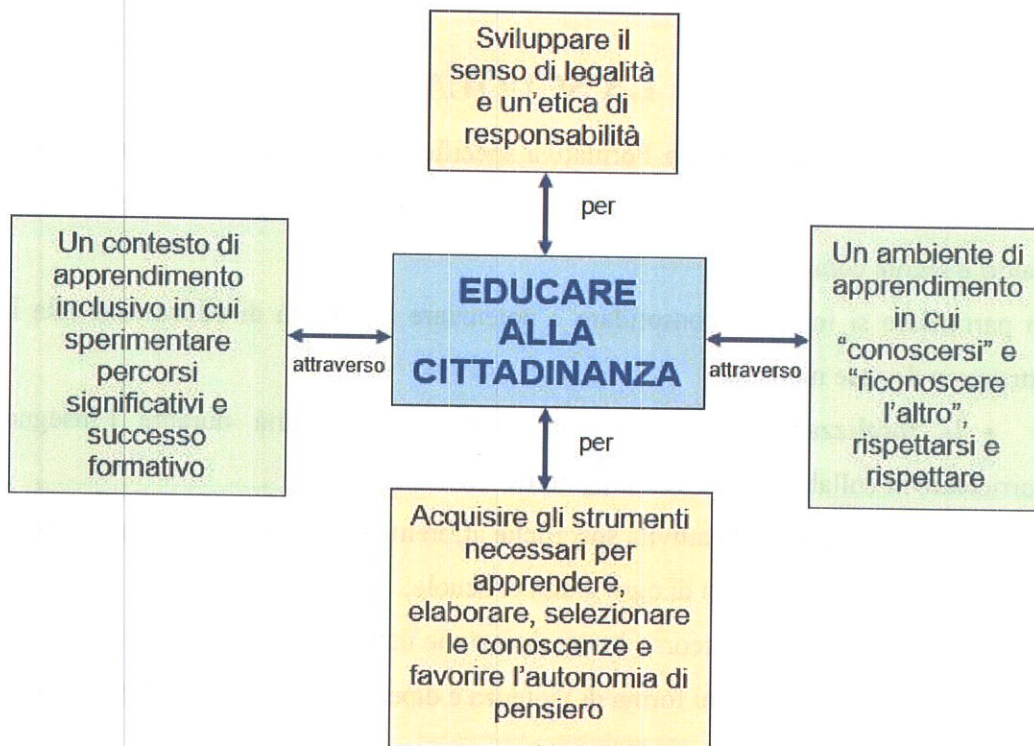 Sviluppare il
senso di legalità
e un'etica di
responsabilità
per
Un contesto di
apprendimento
inclusivo in cui
sperimentare
percorsi
significativi e
successo
formativo
attraverso
EDUCARE
ALLA
CITTADINANZA
attraverso
Un ambiente di
apprendimento
in cui
“conoscersi” e
“riconoscere
l’altro”,
rispettarsi e
rispettare
per
Acquisire gli strumenti
necessari per
apprendere,
elaborare, selezionare
le conoscenze e
favorire l’autonomia di
pensiero